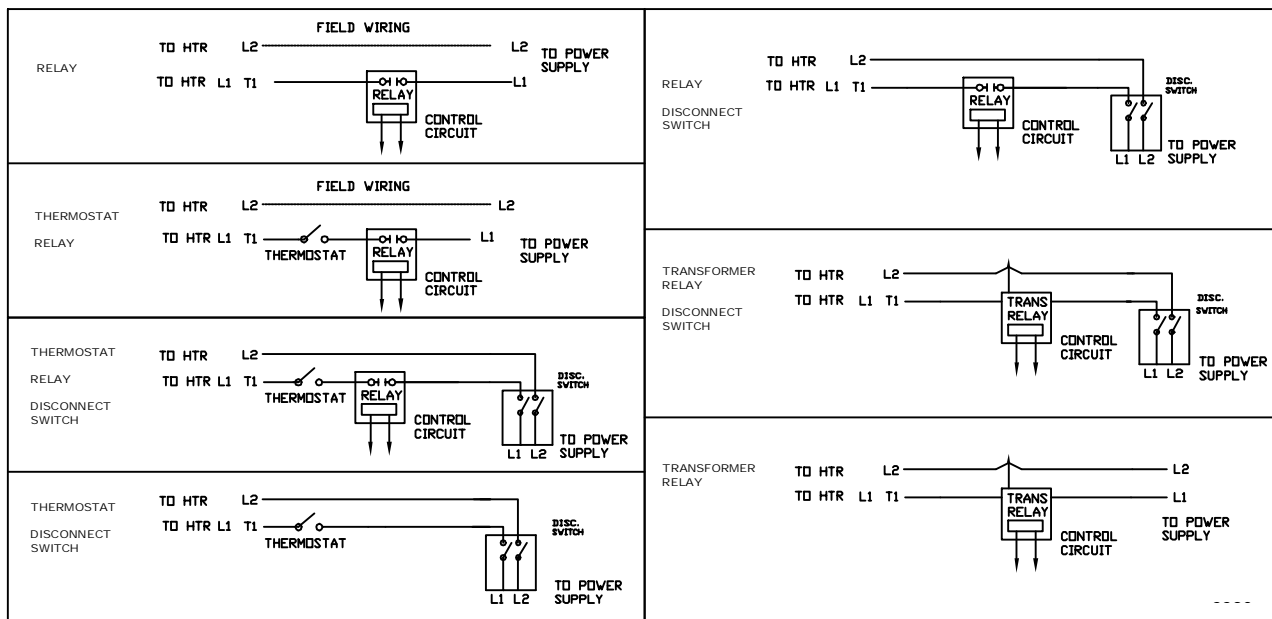 FIELD WIRING
TO HTR L2 L2 TO POWER SUPPLY
RELAY
TO HTR L1 T1 L1
RELAY
CONTROL
CIRCUIT
FIELD WIRING
TO HTR L2 L2
THERMOSTAT
RELAY
TO HTR L1 T1 L1 TO POWER
SUPPLY
THERMOSTAT
RELAY
CONTROL
CIRCUIT
THERMOSTAT
RELAY
DISCONNECT
SWITCH
TO HTR L2
TO HTR L1 T1
THERMOSTAT
RELAY
CONTROL
CIRCUIT
DISC.
SWITCH
TO POWER
SUPPLY
L1 L2
THERMOSTAT
DISCONNECT
SWITCH
TO HTR L2
TO HTR L1 T1
THERMOSTAT
DISC.
SWITCH
TO POWER
SUPPLY
L1 L2
RELAY
DISCONNECT
SWITCH
TO HTR L2
TO HTR L1 T1
RELAY
CONTROL
CIRCUIT
DISC.
SWITCH
TO POWER
SUPPLY
L1 L2
TRANSFORMER
RELAY
DISCONNECT
SWITCH
TO HTR L2
TO HTR L1 T1
TRANS
RELAY
CONTROL
CIRCUIT
DISC.
SWITCH
TO POWER
SUPPLY
L1 L2
TRANSFORMER
RELAY
TO HTR L2 L2
TO HTR L1 T1 L1
TRANS
RELAY
TO POWER
SUPPLY
CONTROL
CIRCUIT